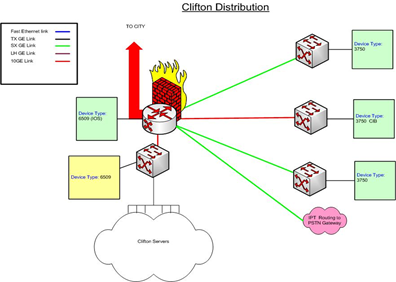 Clifton Distribution
TO CITY
Fast Ethernet link
TX GE Link
SX GE Link
LH GE Link
10GE Link
Device Type:
3750
Device Type:
6509 (IOS)
Device Type:
3750 CIB
Device Type: 6509
Device Type:
3750
IPT Routing to
PSTN Gateway
Clifton Servers